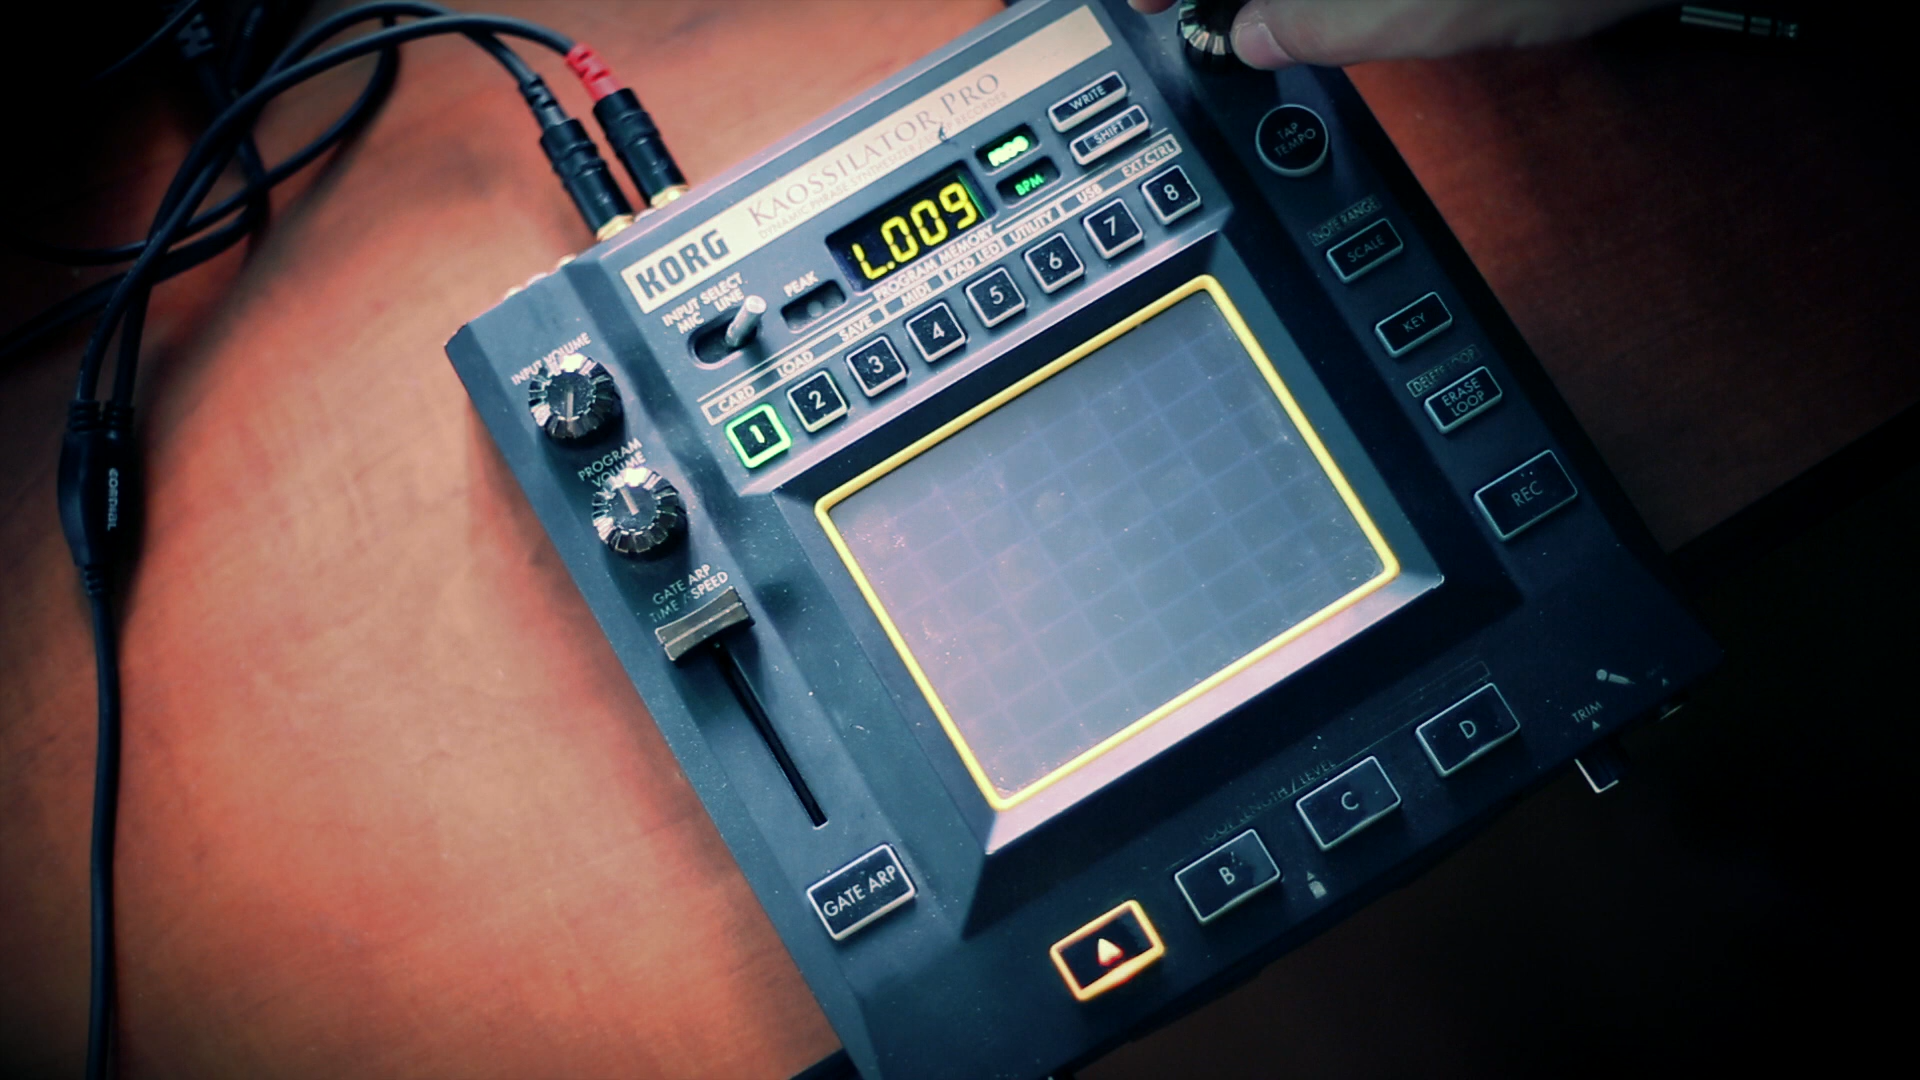 KORG
KAOSSILATOR PRO
DYNAMIC PHRASE SYNTHESIZER / LOOP RECORDER
L.009
PROG
BPM
WRITE
SHIFT
INPUT SELECT
MIC LINE
PEAK
PROGRAM MEMORY
CARD
LOAD
SAVE
MIDI
PAD LED
UTILITY
USB
EXT.CTRL
1
2
3
4
5
6
7
8
TAP
TEMPO
NOTE RANGE
SCALE
KEY
DELETE LOOP
ERASE
LOOP
REC
INPUT VOLUME
PROGRAM
VOLUME
GATE ARP
TIME / SPEED
GATE ARP
LOOP LENGTH/LEVEL
A
B
C
D
TRIM
CORDIAL